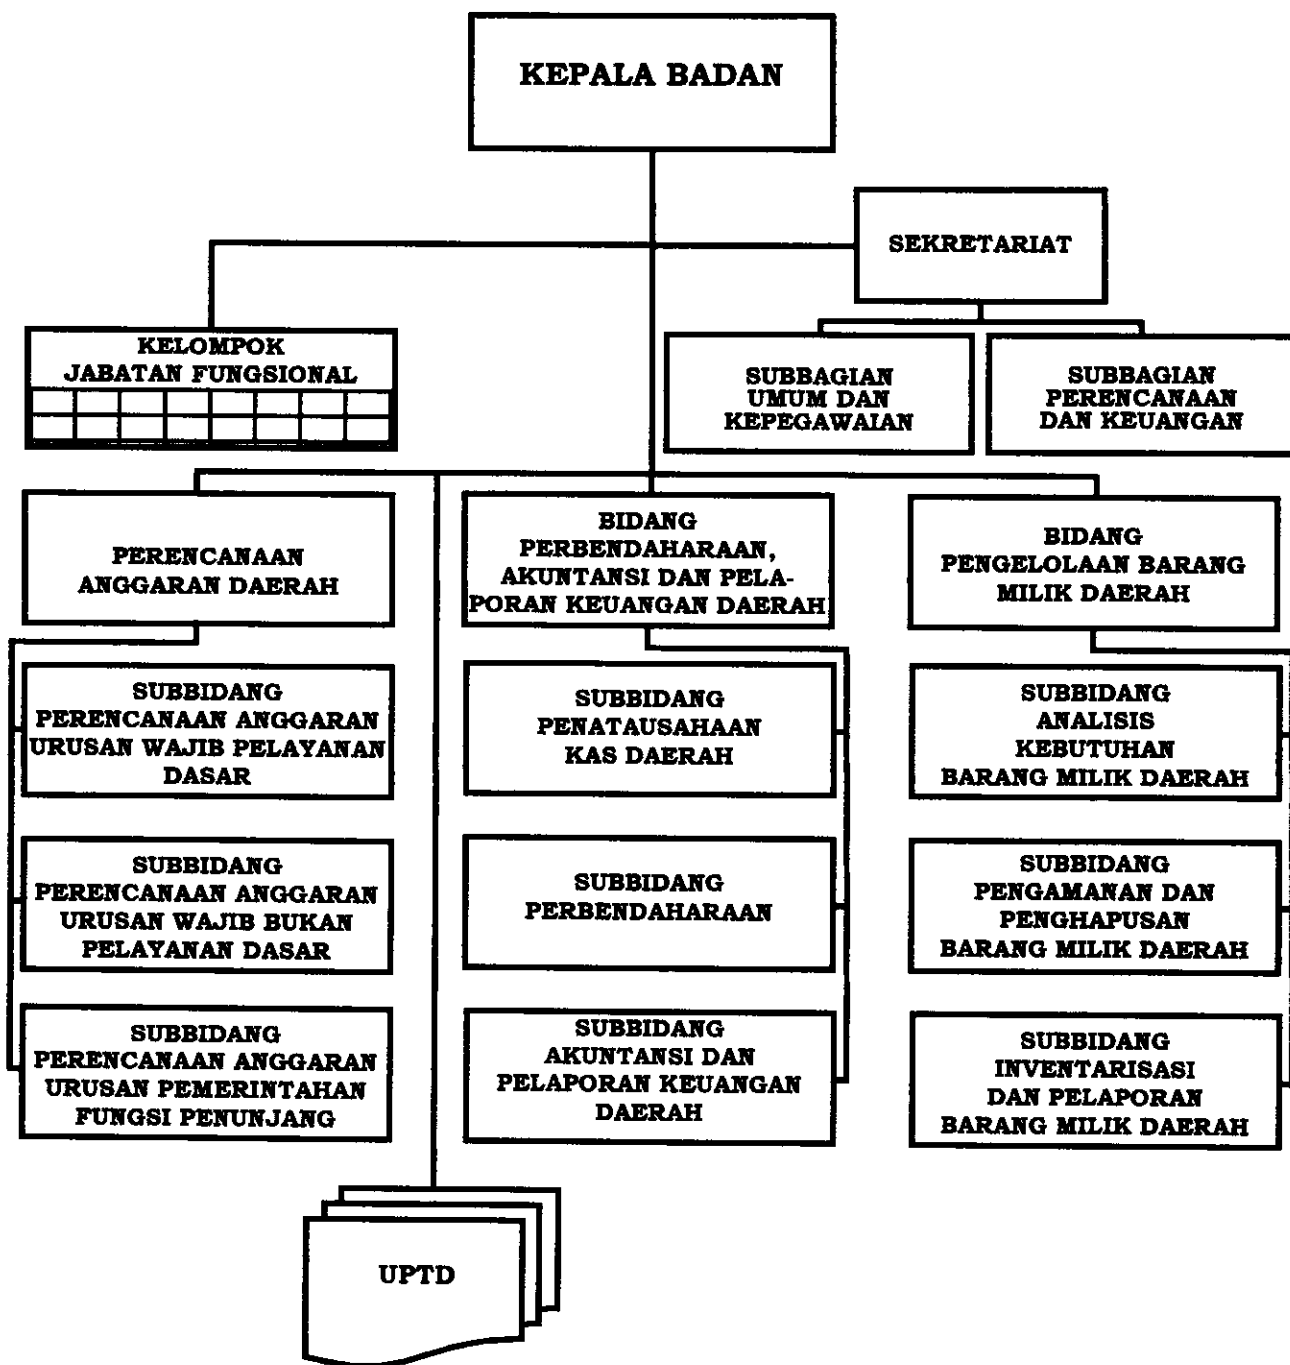 KEPALA BADAN
SEKRETARIAT
KELOMPOK
JABATAN FUNGSIONAL
SUBBAGIAN
UMUM DAN
KEPEGAWAIAN
SUBBAGIAN
PERENCANAAN
DAN KEUANGAN
PERENCANAAN
ANGGARAN DAERAH
BIDANG
PERBENDAHARAAN,
AKUNTANSI DAN PELA-
PORAN KEUANGAN DAERAH
BIDANG
PENGELOLAAN BARANG
MILIK DAERAH
SUBBIDANG
PERENCANAAN ANGGARAN
URUSAN WAJIB PELAYANAN
DASAR
SUBBIDANG
PENATAUSAHAAN
KAS DAERAH
SUBBIDANG
ANALISIS
KEBUTUHAN
BARANG MILIK DAERAH
SUBBIDANG
PERENCANAAN ANGGARAN
URUSAN WAJIB BUKAN
PELAYANAN DASAR
SUBBIDANG
PERBENDAHARAAN
SUBBIDANG
PENGAMANAN DAN
PENGHAPUSAN
BARANG MILIK DAERAH
SUBBIDANG
PERENCANAAN ANGGARAN
URUSAN PEMERINTAHAN
FUNGSI PENUNJANG
SUBBIDANG
AKUNTANSI DAN
PELAPORAN KEUANGAN
DAERAH
SUBBIDANG
INVENTARISASI
DAN PELAPORAN
BARANG MILIK DAERAH
UPTD